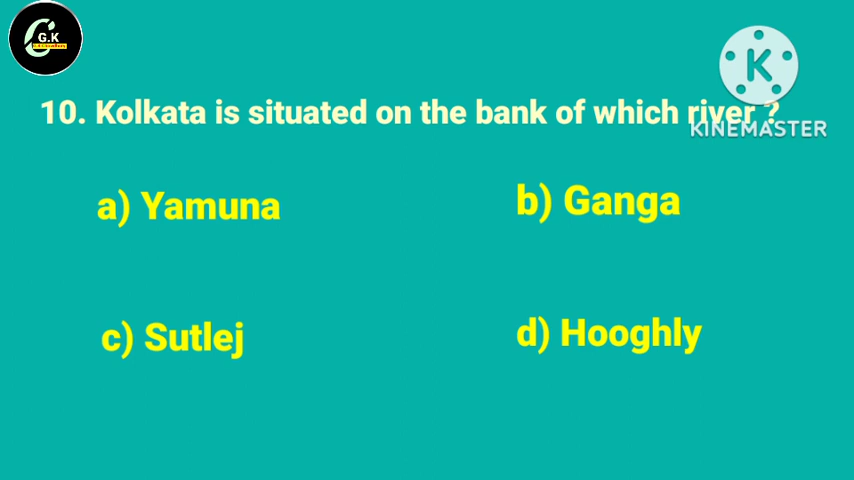 G.K
10. Kolkata is situated on the bank of which river ?
KINEMASTER
a) Yamuna
b) Ganga
c) Sutlej
d) Hooghly